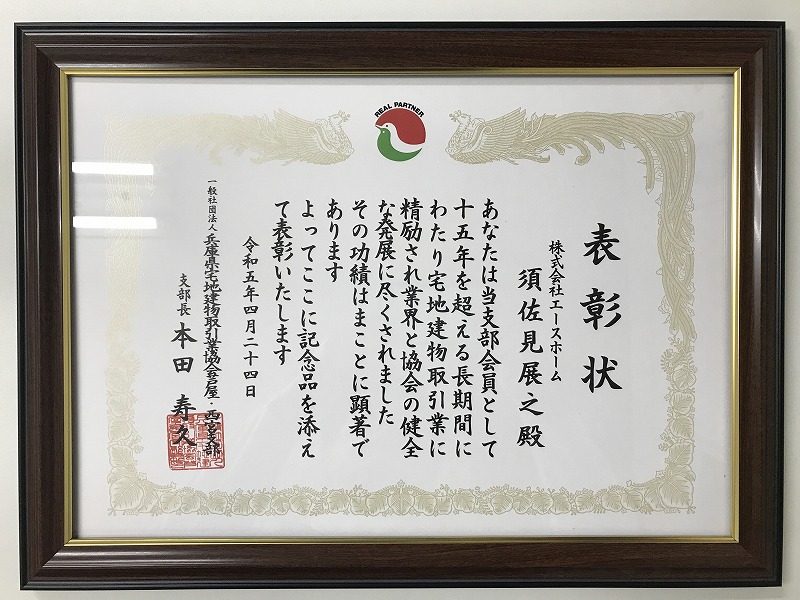 REAL PARTNER
表彰状
株式会社エースホーム
須佐見展之殿
あなたは当支部会員として
十五年を超える長期間に
わたり宅地建物取引業に
精励され業界と協会の健全
な発展に尽くされました
その功績はまことに顕著で
あります
よってここに記念品を添え
て表彰いたします
令和五年四月二十四日
一般社団法人 兵庫県宅地建物取引業協会芦屋・西宮支部
支部長 本田寿久